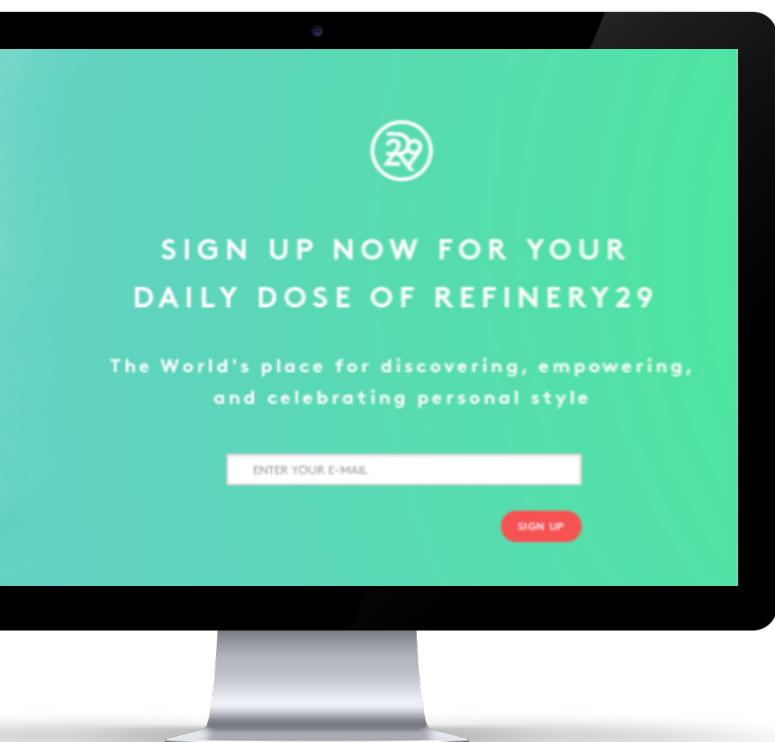 R29
SIGN UP NOW FOR YOUR
DAILY DOSE OF REFINERY29
The World's place for discovering, empowering,
and celebrating personal style
ENTER YOUR E-MAIL
SIGN UP